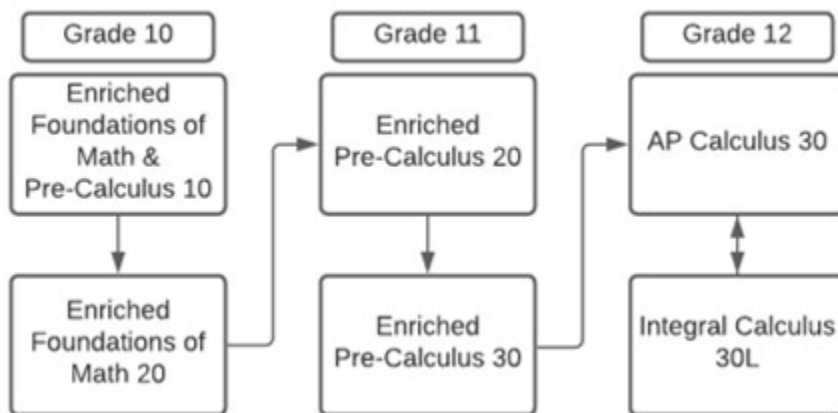 Grade 10
Grade 11
Grade 12
Enriched
Foundations of
Math &
Pre-Calculus 10
Enriched
Pre-Calculus 20
AP Calculus 30
Enriched
Foundations of
Math 20
Enriched
Pre-Calculus 30
Integral Calculus
30L